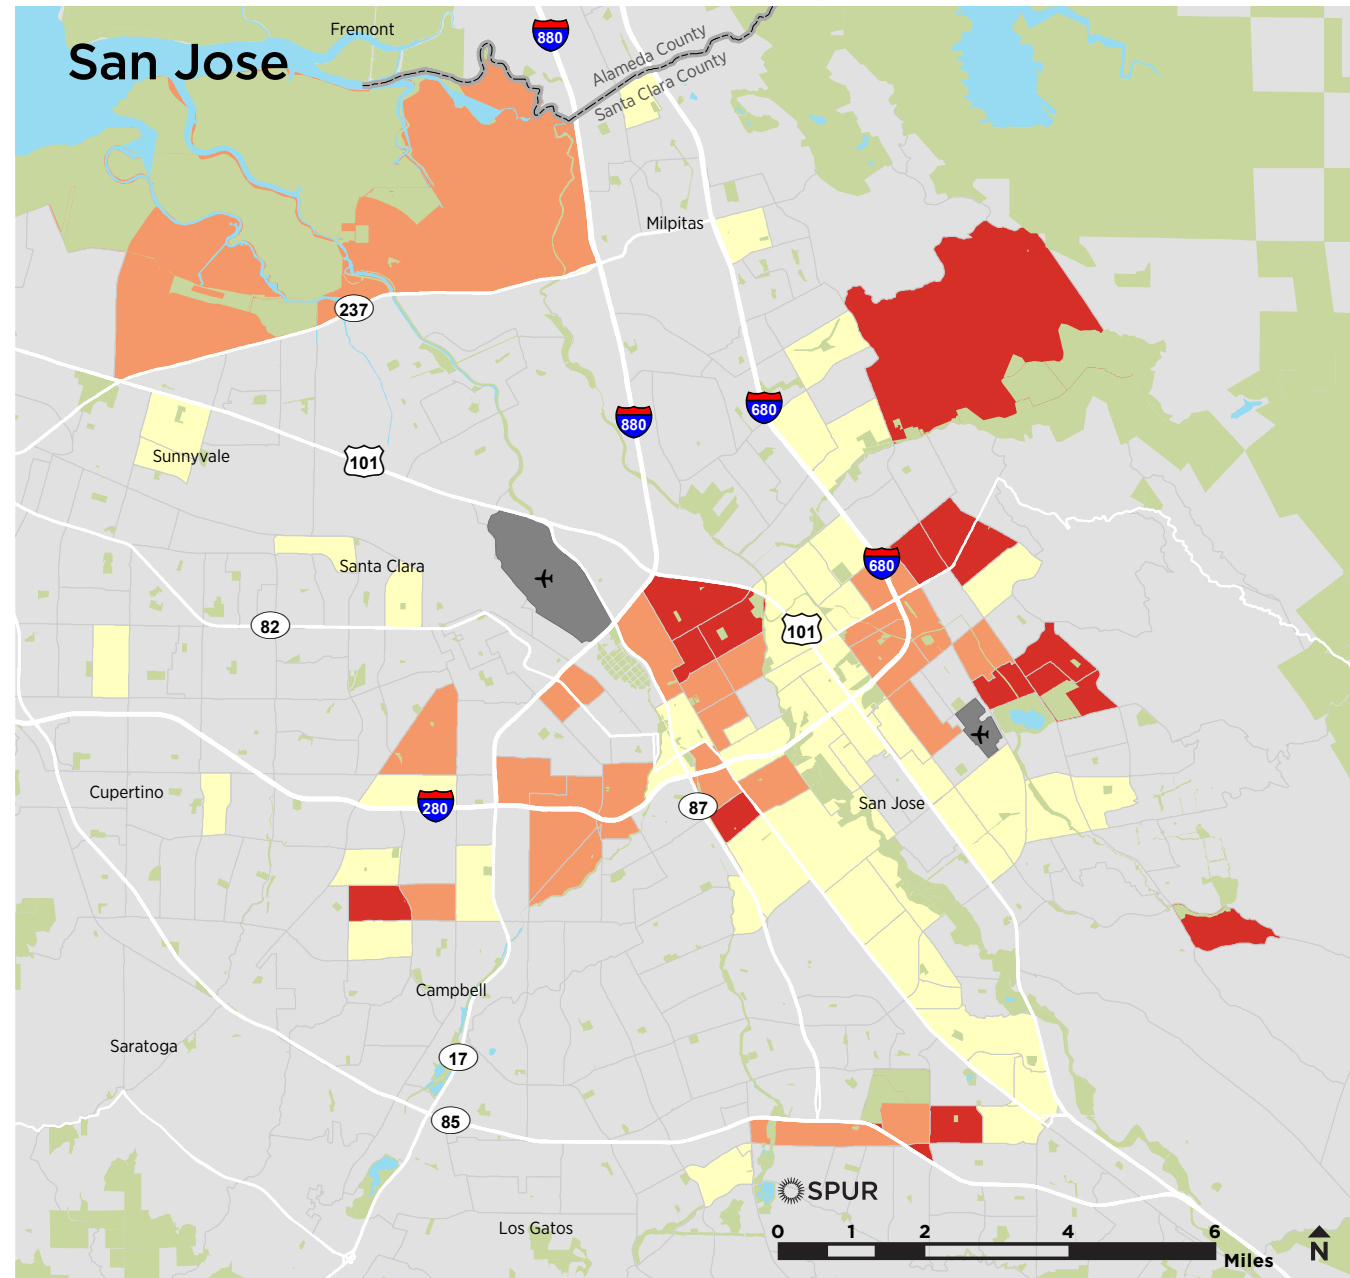 Fremont
880
San Jose
Alameda County
Santa Clara County
Milpitas
237
880
680
Sunnyvale
101
680
Santa Clara
82
101
Cupertino
280
87
San Jose
Campbell
Saratoga
17
85
SPUR
Los Gatos
0 1 2 4 6
Miles
N